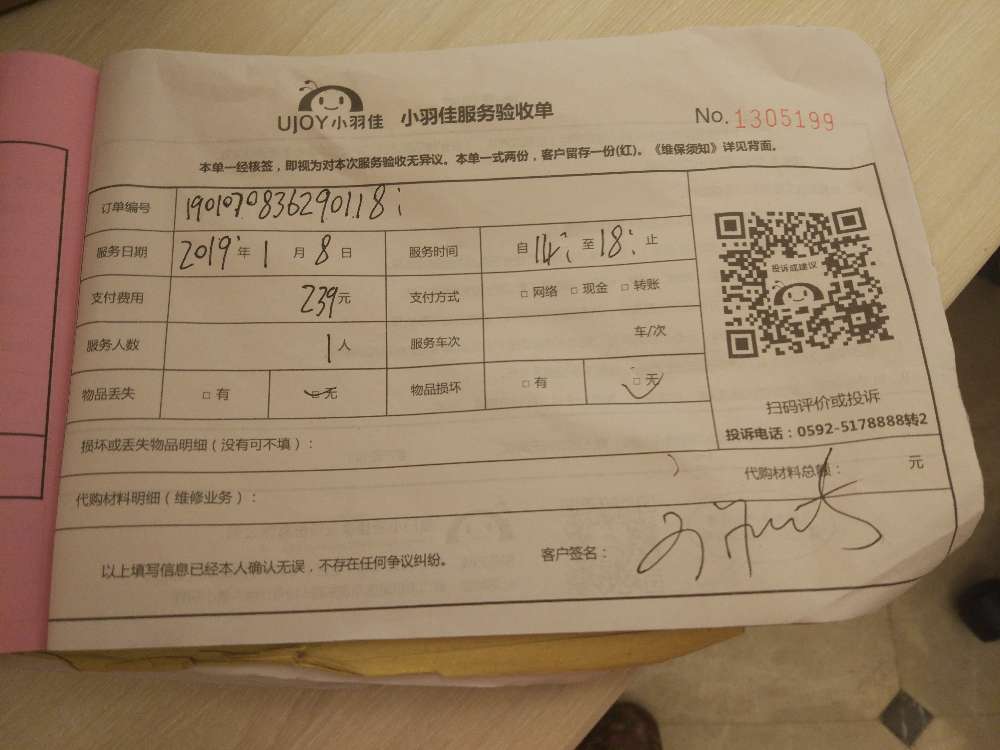 UJOY小羽佳 小羽佳服务验收单 No.1305199
本单一经核签，即视为对本次服务验收无异议。本单一式两份，客户留存一份(红)。《维保须知》详见背面。
订单编号 1901070836290118
服务日期 2019年1月8日 服务时间 自14:至18:止
支付费用 239元 支付方式 □网络 □现金 □转账
服务人数 1人 服务车次 车/次
物品丢失 □有 □无 物品损坏 □有 □无
损坏或丢失物品明细（没有可不填）：
代购材料明细（维修业务）： 代购材料总额： 元
以上填写信息已经本人确认无误，不存在任何争议纠纷。 客户签名：
投诉或建议
扫码评价或投诉
投诉电话：0592-5178888转2